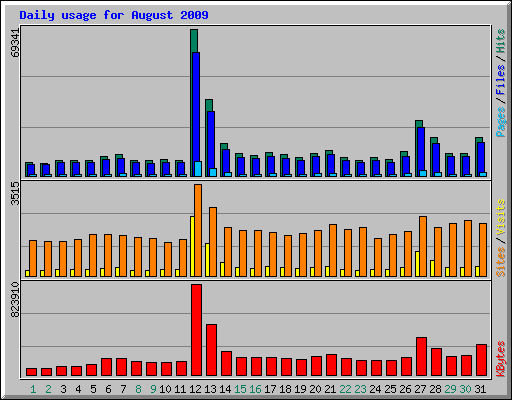 Daily usage for August 2009
69341
Pages / Files / Hits
3515
Sites / Visits
823910
KBytes
1 2 3 4 5 6 7 8 9 10 11 12 13 14 15 16 17 18 19 20 21 22 23 24 25 26 27 28 29 30 31